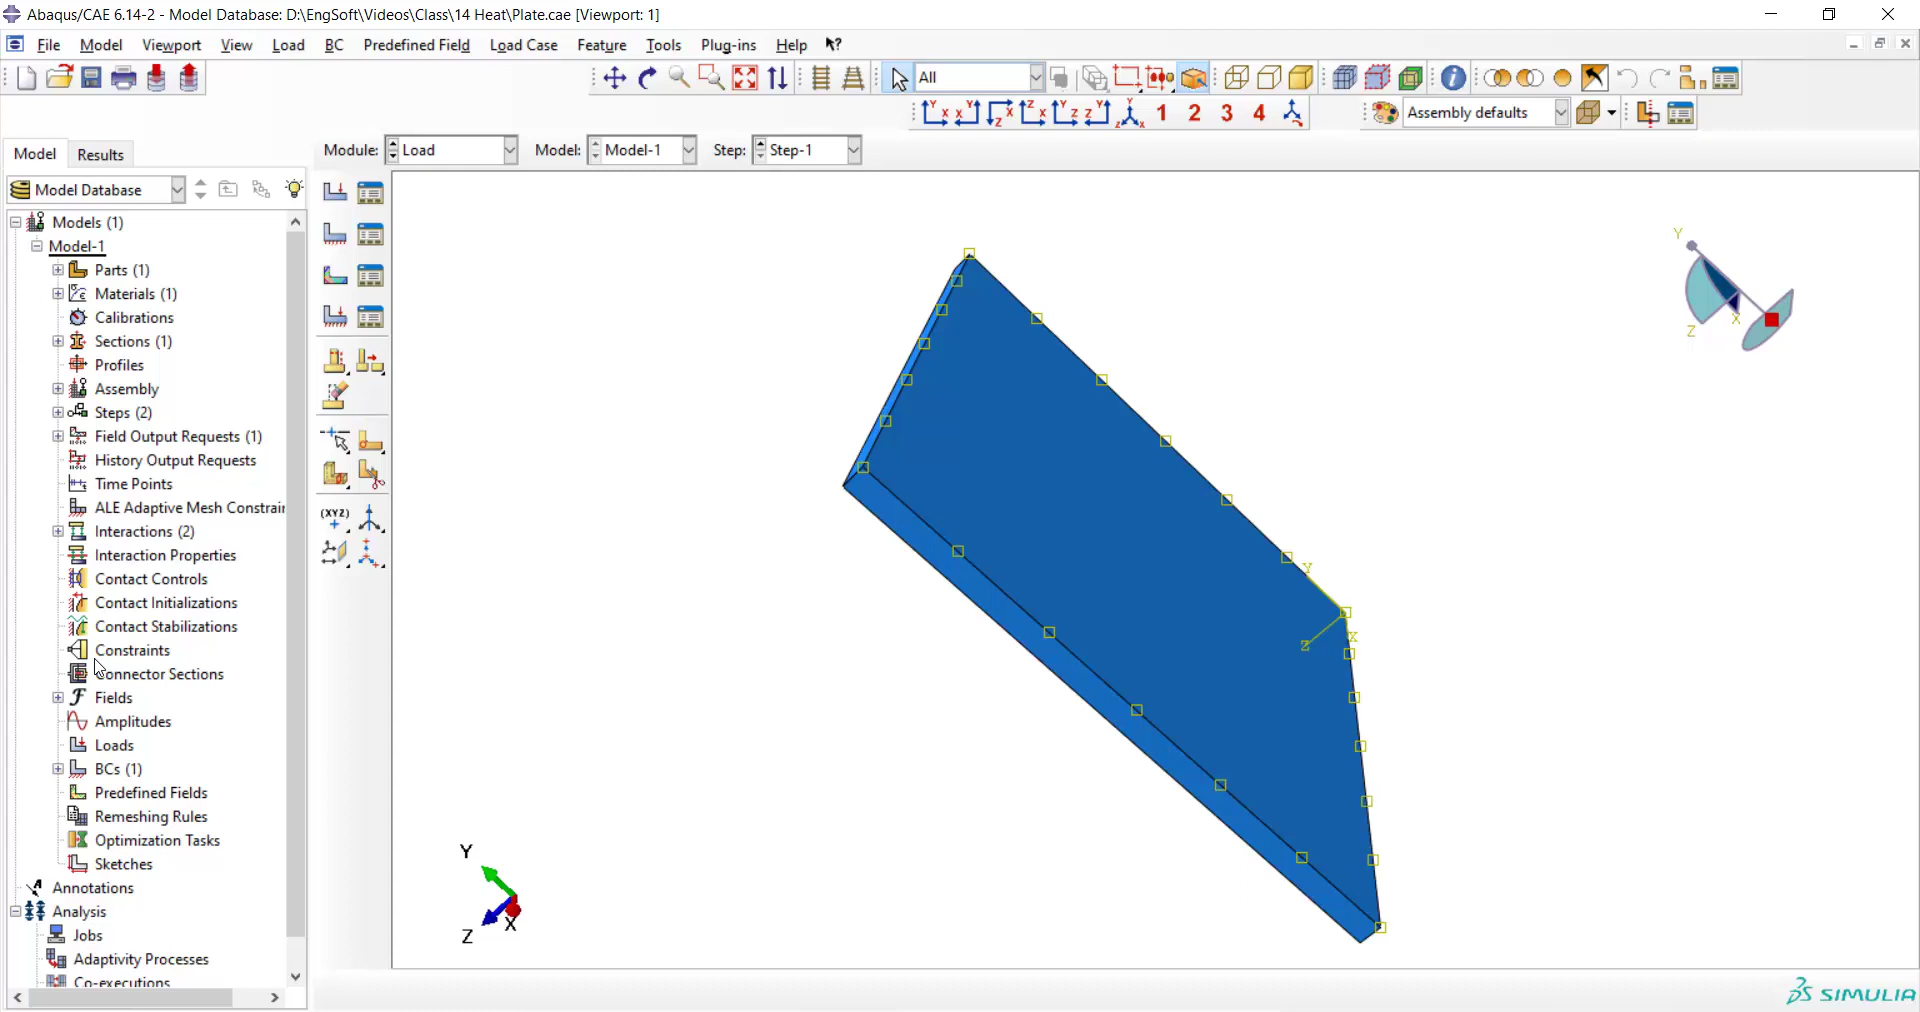 Abaqus/CAE 6.14-2 - Model Database: D:\EngSoft\Videos\Class\14 Heat\Plate.cae [Viewport: 1]
File Model Viewport View Load BC Predefined Field Load Case Feature Tools Plug-ins Help
All
1 2 3 4 Assembly defaults
Model Results Module: Load Model: Model-1 Step: Step-1
Model Database
Models (1)
Model-1
Parts (1)
Materials (1)
Calibrations
Sections (1)
Profiles
Assembly
Steps (2)
Field Output Requests (1)
History Output Requests
Time Points
ALE Adaptive Mesh Constrain
Interactions (2)
Interaction Properties
Contact Controls
Contact Initializations
Contact Stabilizations
Constraints
Connector Sections
Fields
Amplitudes
Loads
BCs (1)
Predefined Fields
Remeshing Rules
Optimization Tasks
Sketches
Annotations
Analysis
Jobs
Adaptivity Processes
Co-executions
(XYZ)
Y
Z
X
Y
X
Z
Y
Z
X
SIMULIA